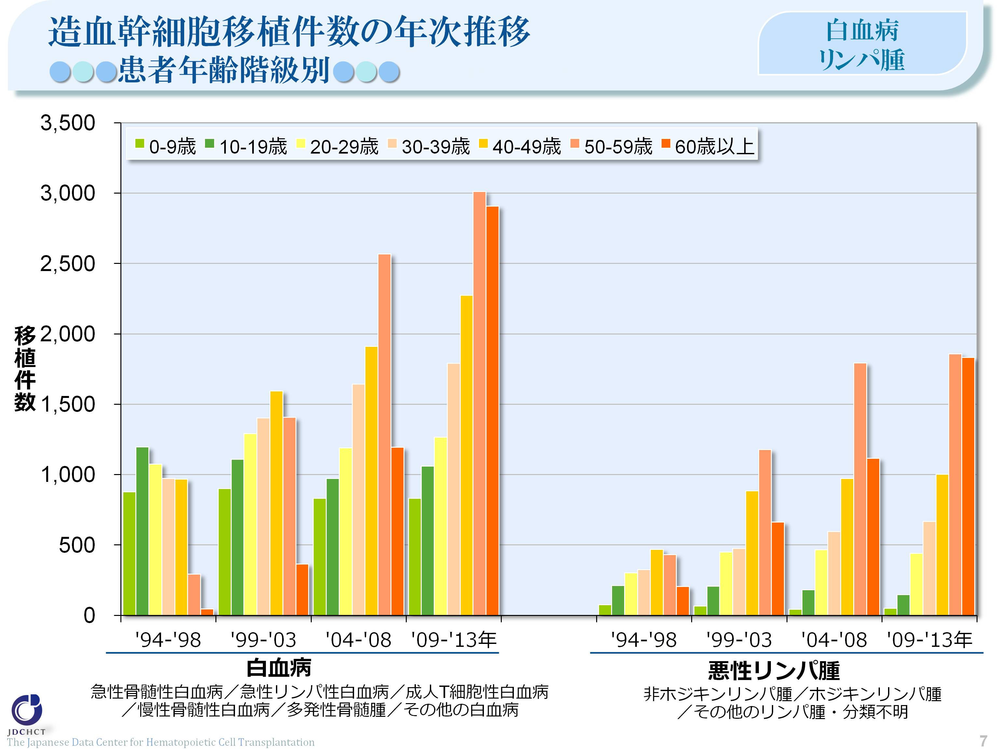 造血幹細胞移植件数の年次推移
患者年齢階級別
白血病
リンパ腫
3,500
3,000
2,500
2,000
1,500
1,000
500
0
移植件数
0-9歳 10-19歳 20-29歳 30-39歳 40-49歳 50-59歳 60歳以上
'94-'98 '99-'03 '04-'08 '09-'13年 '94-'98 '99-'03 '04-'08 '09-'13年
白血病
急性骨髄性白血病／急性リンパ性白血病／成人T細胞性白血病
／慢性骨髄性白血病／多発性骨髄腫／その他の白血病
悪性リンパ腫
非ホジキンリンパ腫／ホジキンリンパ腫
／その他のリンパ腫・分類不明
JDCHCT
The Japanese Data Center for Hematopoietic Cell Transplantation
7